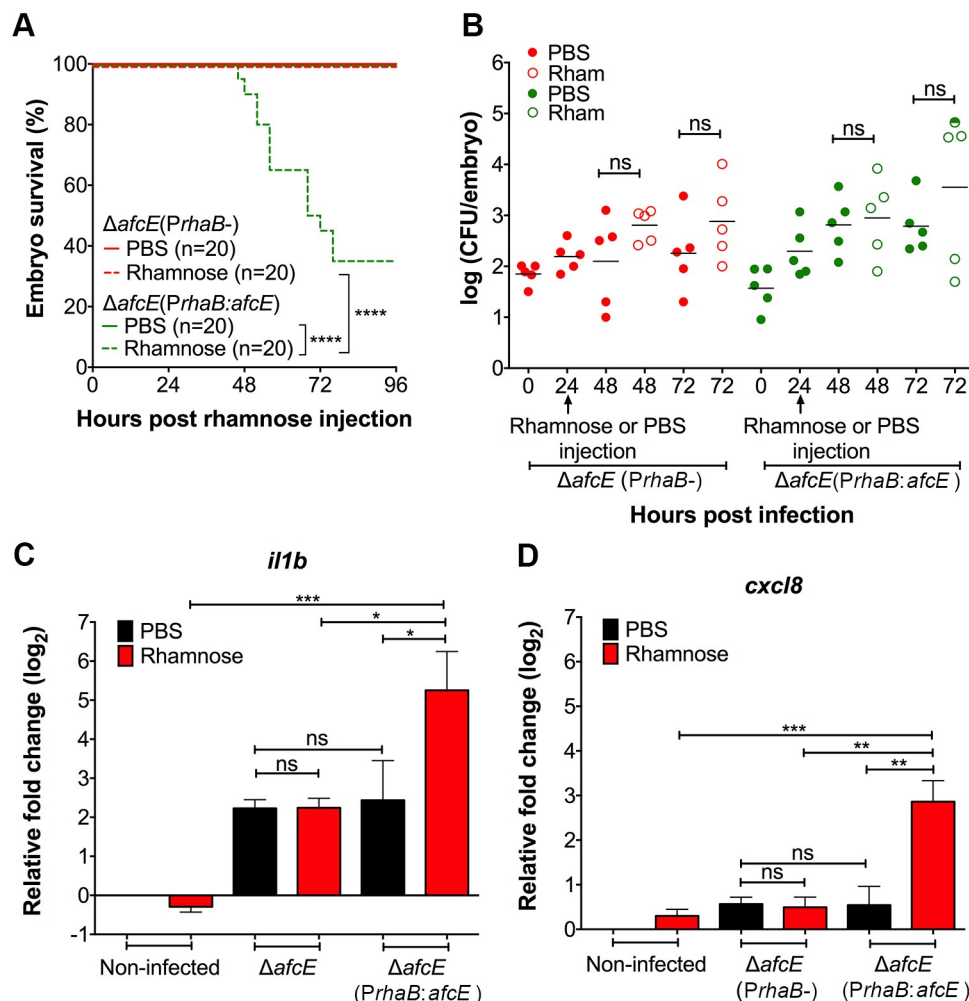 A
Embryo survival (%)
100
80
60
40
20
0
ΔafcE(PrhaB-)
PBS (n=20)
Rhamnose (n=20)
ΔafcE(PrhaB:afcE)
PBS (n=20)
Rhamnose (n=20)
****
****
0 24 48 72 96
Hours post rhamnose injection
B
log (CFU/embryo)
6
5
4
3
2
1
0
PBS
Rham
PBS
Rham
ns
ns
ns
ns
0 24 48 48 72 72 0 24 48 48 72 72
Rhamnose or PBS
injection
Rhamnose or PBS
injection
ΔafcE (PrhaB-)
ΔafcE(PrhaB:afcE )
Hours post infection
C
il1b
Relative fold change (log2)
7
6
5
4
3
2
1
0
-1
PBS
Rhamnose
***
*
*
ns
ns
Non-infected
ΔafcE
ΔafcE
(PrhaB:afcE )
D
cxcl8
Relative fold change (log2)
7
6
5
4
3
2
1
0
PBS
Rhamnose
***
**
**
ns
ns
Non-infected
ΔafcE
(PrhaB-)
ΔafcE
(PrhaB:afcE )